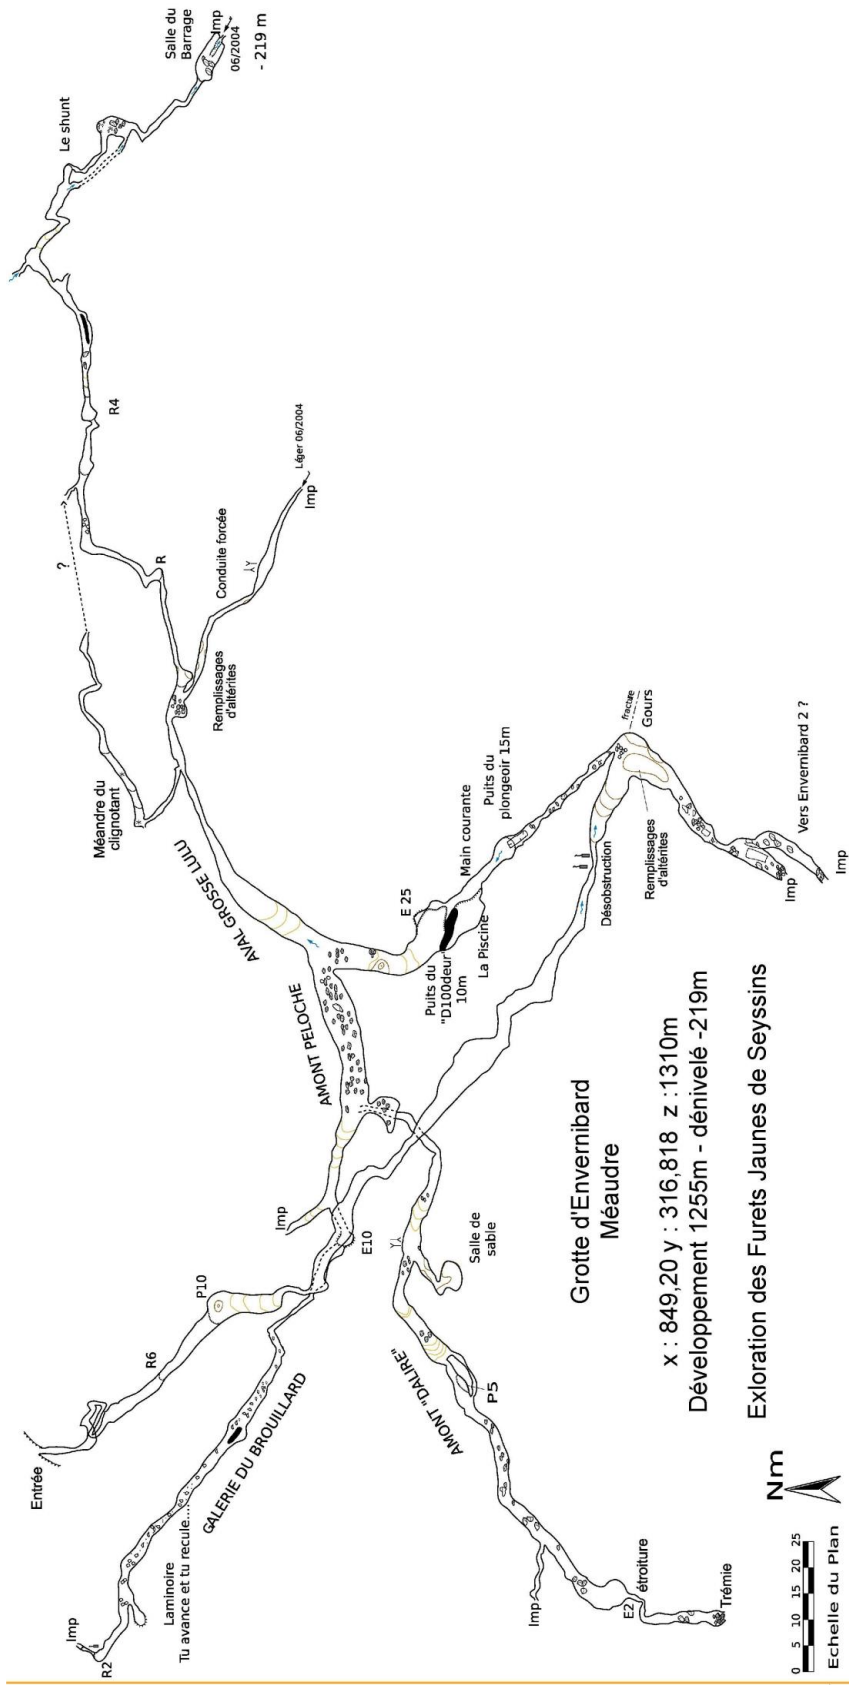 Salle du
Barrage
Imp
06/2004
- 219 m
Le shunt
R4
?
R
Léger 06/2004
Imp
Conduite forcée
Remplissages
d'altérites
Méandre du
clignotant
AVAL GROSSE LULU
AMONT PELOCHE
E 25
Main courante
Puits du
plongeoir 15m
Puits du
"D100deur"
10m
La Piscine
fracture
Gours
Désobstruction
Remplissages
d'altérites
Vers Envernibard 2 ?
Imp
Imp
Imp
E10
P10
R6
Entrée
GALERIE DU BROUILLARD
Laminoire
Tu avance et tu recule.....
Imp
R2
Salle de
sable
AMONT "DALIRE"
P5
Imp
E2
étroiture
Trémie
Grotte d'Envernibard
Méaudre
x : 849,20 y : 316,818 z :1310m
Développement 1255m - dénivelé -219m
Exloration des Furets Jaunes de Seyssins
Nm
0 5 10 15 20 25
Echelle du Plan